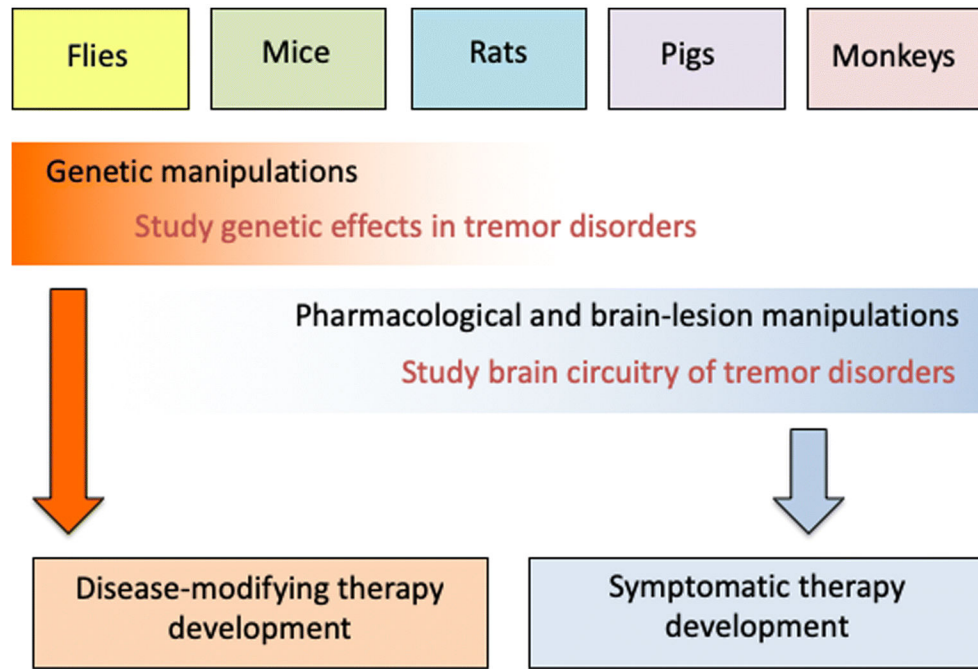 Flies
Mice
Rats
Pigs
Monkeys
Genetic manipulations
Study genetic effects in tremor disorders
Pharmacological and brain-lesion manipulations
Study brain circuitry of tremor disorders
Disease-modifying therapy
development
Symptomatic therapy
development